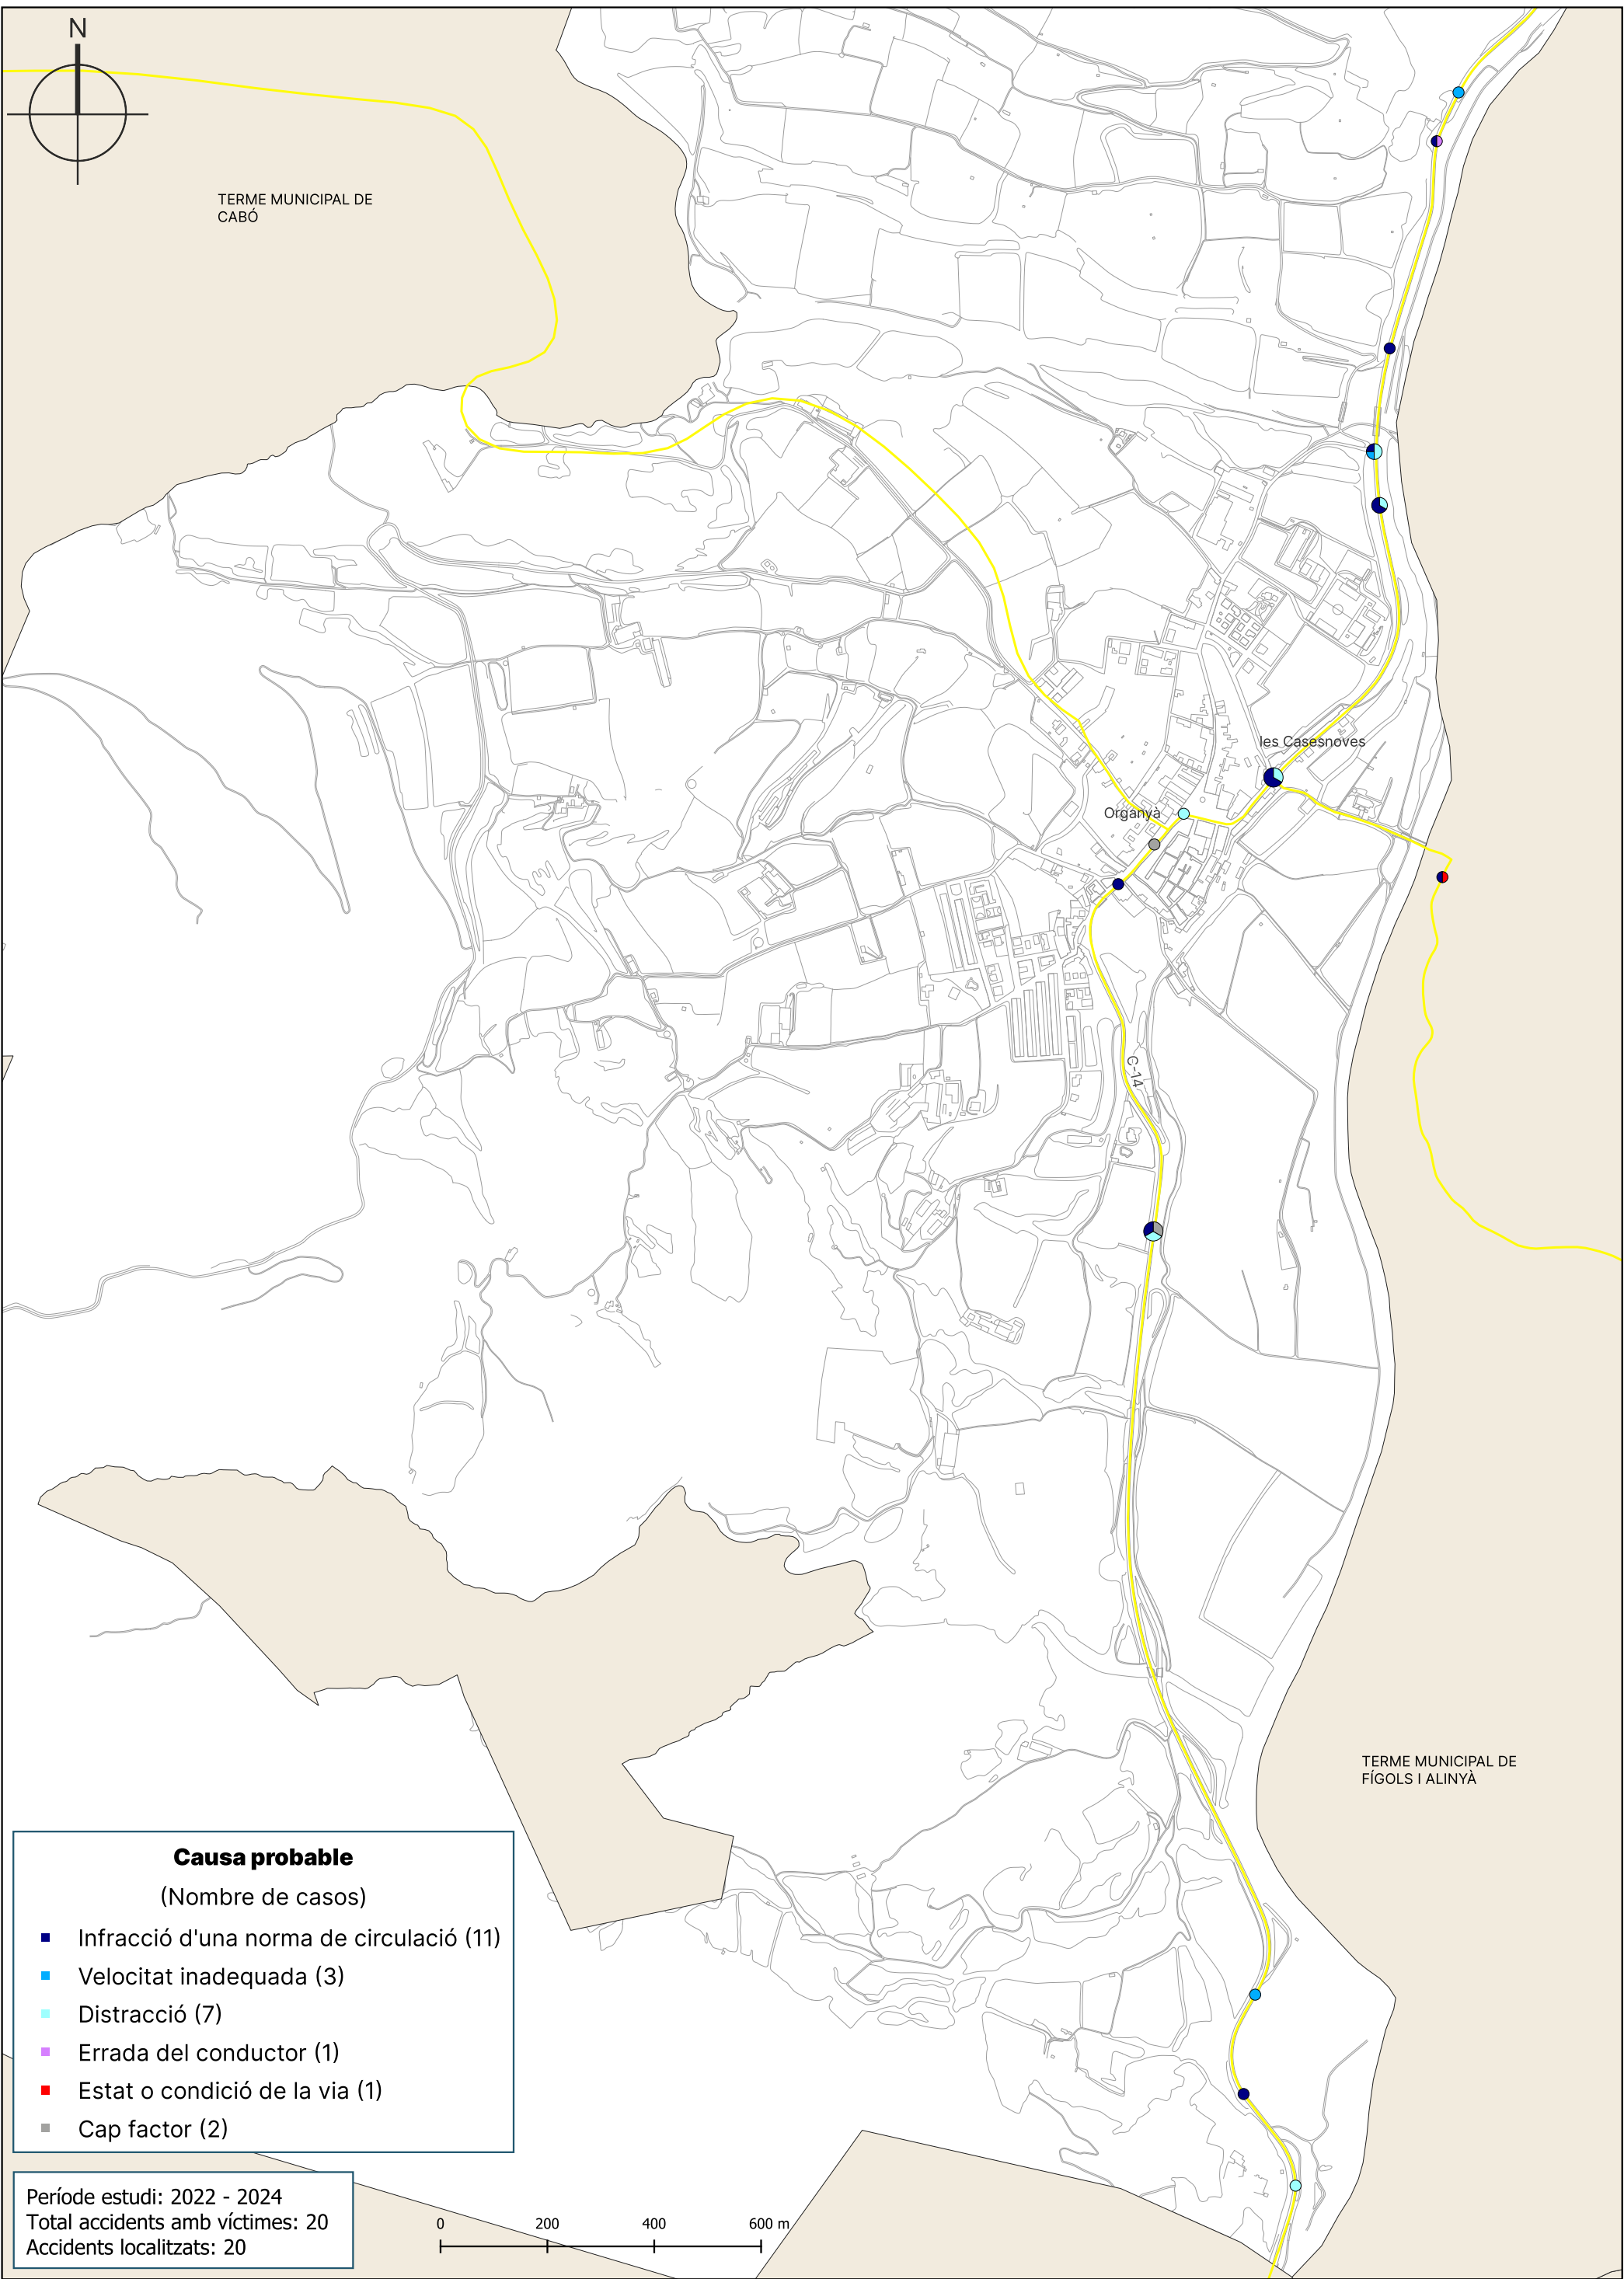 N
TERME MUNICIPAL DE
CABÓ
les Casesnoves
Organyà
C-14
TERME MUNICIPAL DE
FÍGOLS I ALINYÀ
Causa probable
(Nombre de casos)
Infracció d'una norma de circulació (11)
Velocitat inadequada (3)
Distracció (7)
Errada del conductor (1)
Estat o condició de la via (1)
Cap factor (2)
Període estudi: 2022 - 2024
Total accidents amb víctimes: 20
Accidents localitzats: 20
0 200 400 600 m